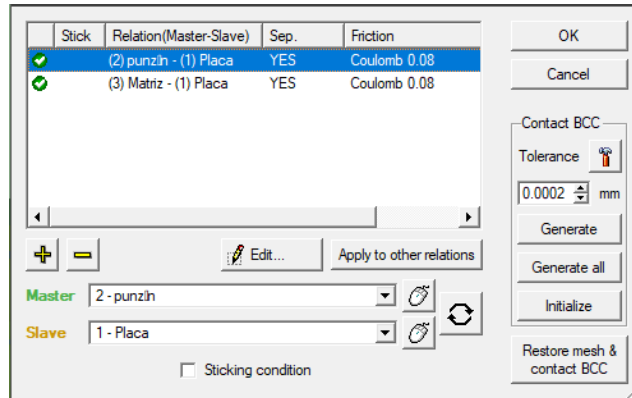 Stick Relation(Master-Slave) Sep. Friction
(2) punzín - (1) Placa YES Coulomb 0.08
(3) Matriz - (1) Placa YES Coulomb 0.08
OK
Cancel
Contact BCC
Tolerance
0.0002 mm
Generate
Generate all
Initialize
Edit...
Apply to other relations
Master 2 - punzín
Slave 1 - Placa
Sticking condition
Restore mesh &
contact BCC